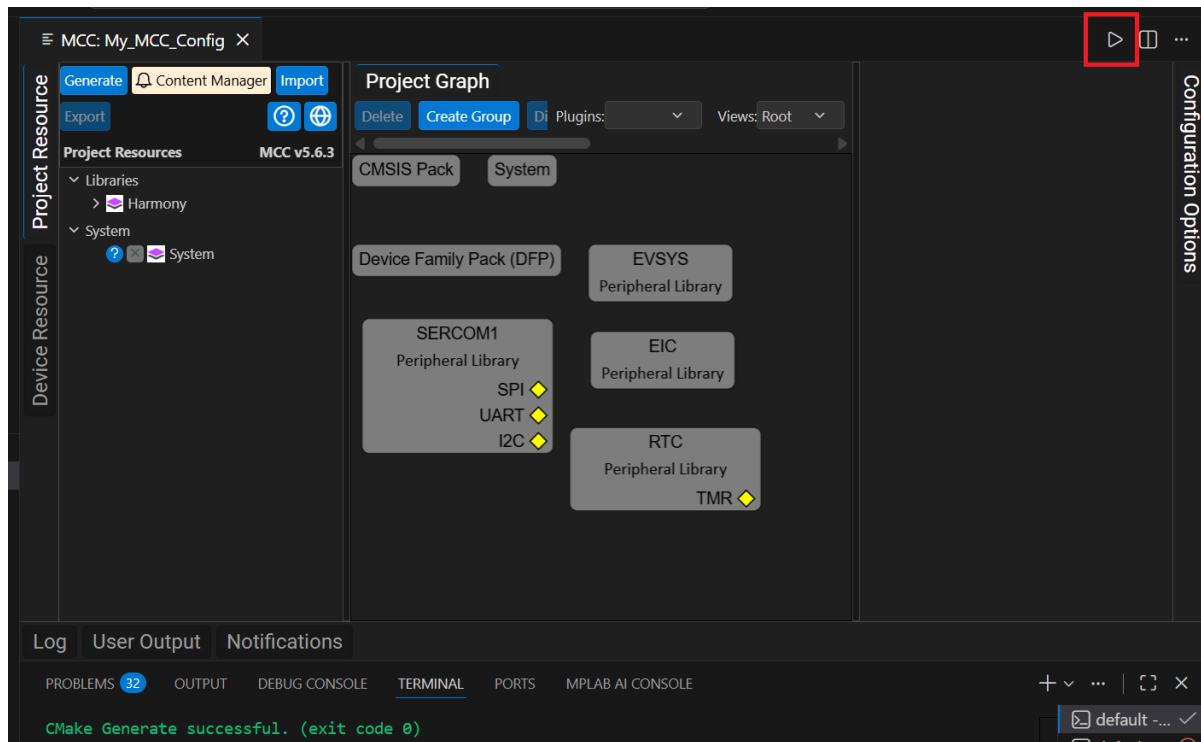 MCC: My_MCC_Config
Project Resource
Device Resource
Generate
Content Manager
Import
Export
Project Resources
MCC v5.6.3
Libraries
Harmony
System
System
Project Graph
Delete
Create Group
Di
Plugins:
Views: Root
CMSIS Pack
System
Device Family Pack (DFP)
EVSYS
Peripheral Library
SERCOM1
Peripheral Library
SPI
UART
I2C
EIC
Peripheral Library
RTC
Peripheral Library
TMR
Configuration Options
Log
User Output
Notifications
PROBLEMS 32
OUTPUT
DEBUG CONSOLE
TERMINAL
PORTS
MPLAB AI CONSOLE
CMake Generate successful. (exit code 0)
default -...